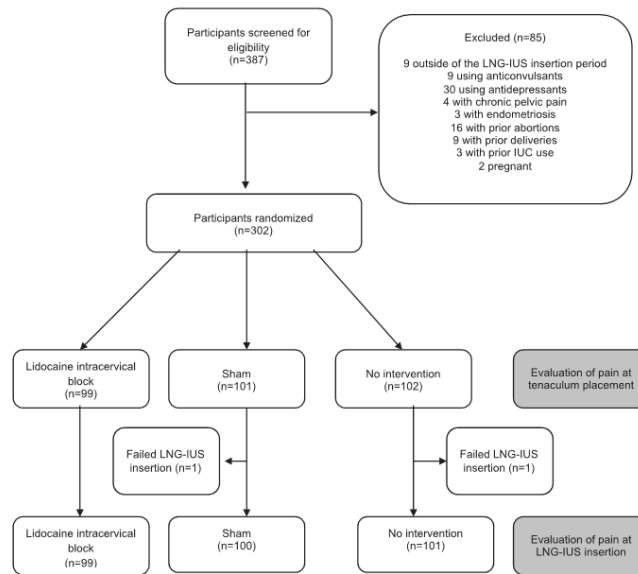 Participants screened for
eligibility
(n=387)
Excluded (n=85)
9 outside of the LNG-IUS insertion period
9 using anticonvulsants
30 using antidepressants
4 with chronic pelvic pain
3 with endometriosis
16 with prior abortions
9 with prior deliveries
3 with prior IUC use
2 pregnant
Participants randomized
(n=302)
Lidocaine intracervical
block
(n=99)
Sham
(n=101)
No intervention
(n=102)
Evaluation of pain at
tenaculum placement
Failed LNG-IUS
insertion (n=1)
Failed LNG-IUS
insertion (n=1)
Lidocaine intracervical
block
(n=99)
Sham
(n=100)
No intervention
(n=101)
Evaluation of pain at
LNG-IUS insertion